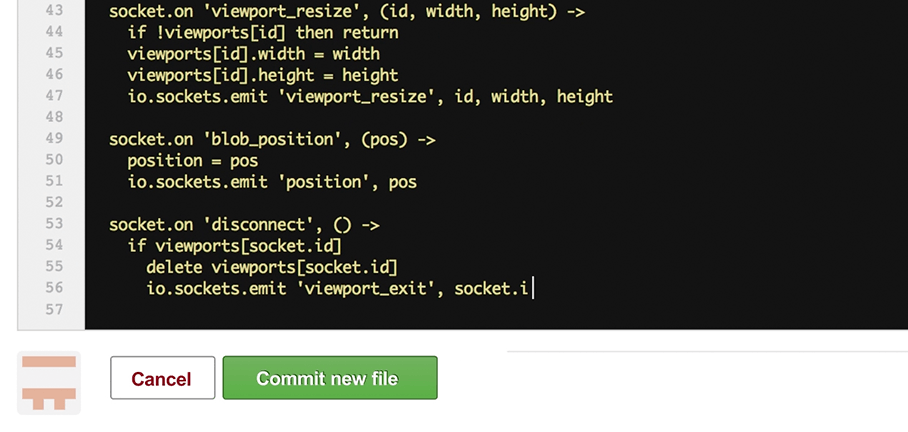 43 socket.on 'viewport_resize', (id, width, height) ->
44 if !viewports[id] then return
45 viewports[id].width = width
46 viewports[id].height = height
47 io.sockets.emit 'viewport_resize', id, width, height
48
49 socket.on 'blob_position', (pos) ->
50 position = pos
51 io.sockets.emit 'position', pos
52
53 socket.on 'disconnect', () ->
54 if viewports[socket.id]
55 delete viewports[socket.id]
56 io.sockets.emit 'viewport_exit', socket.i
57
Cancel Commit new file